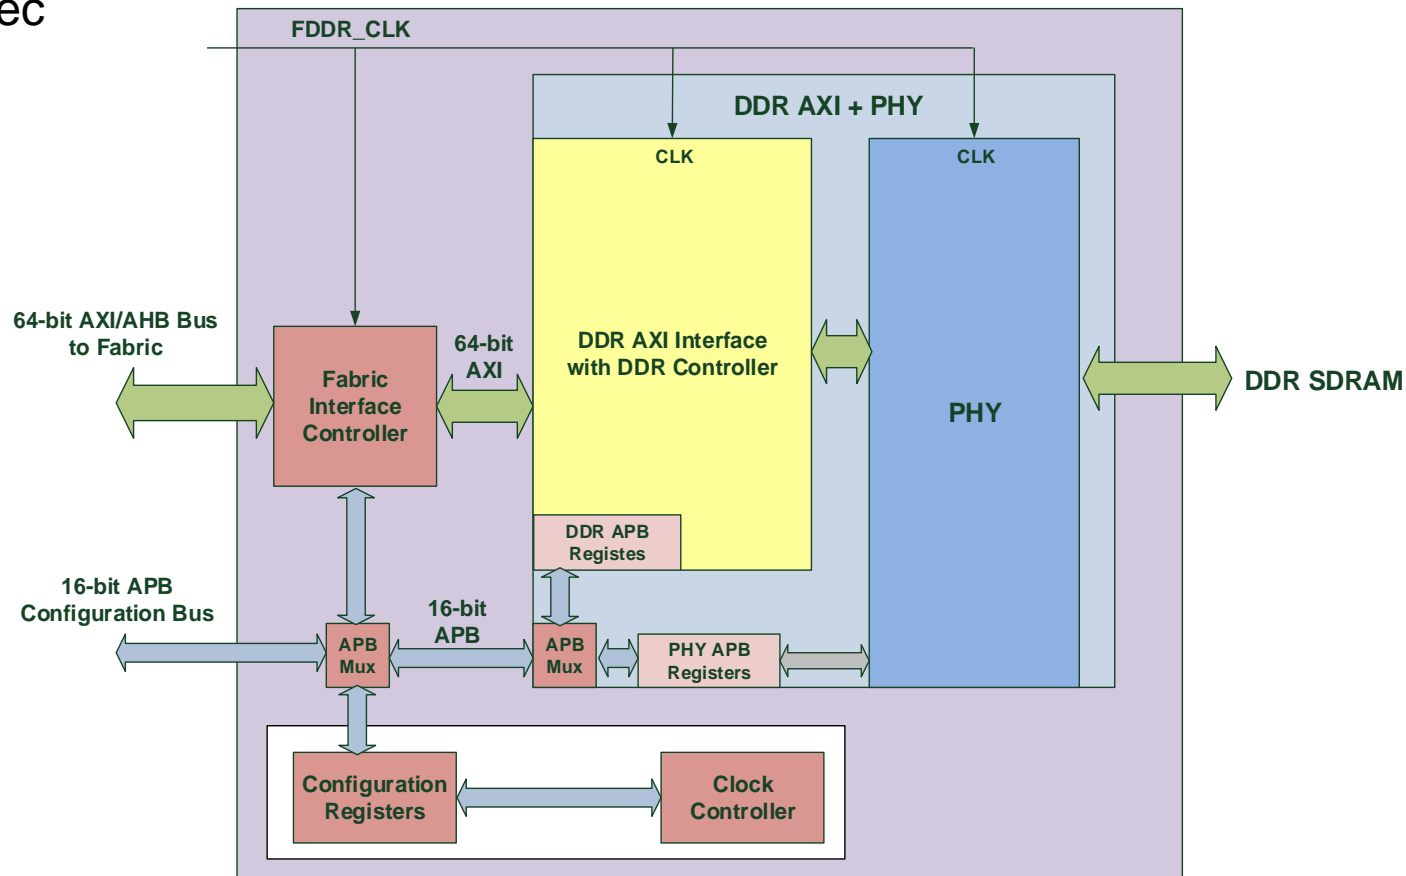 ec
FDDR_CLK
DDR AXI + PHY
CLK
CLK
64-bit AXI/AHB Bus
to Fabric
64-bit
AXI
Fabric
Interface
Controller
DDR AXI Interface
with DDR Controller
PHY
DDR SDRAM
DDR APB
Registes
16-bit APB
Configuration Bus
16-bit
APB
APB
Mux
APB
Mux
PHY APB
Registers
Configuration
Registers
Clock
Controller